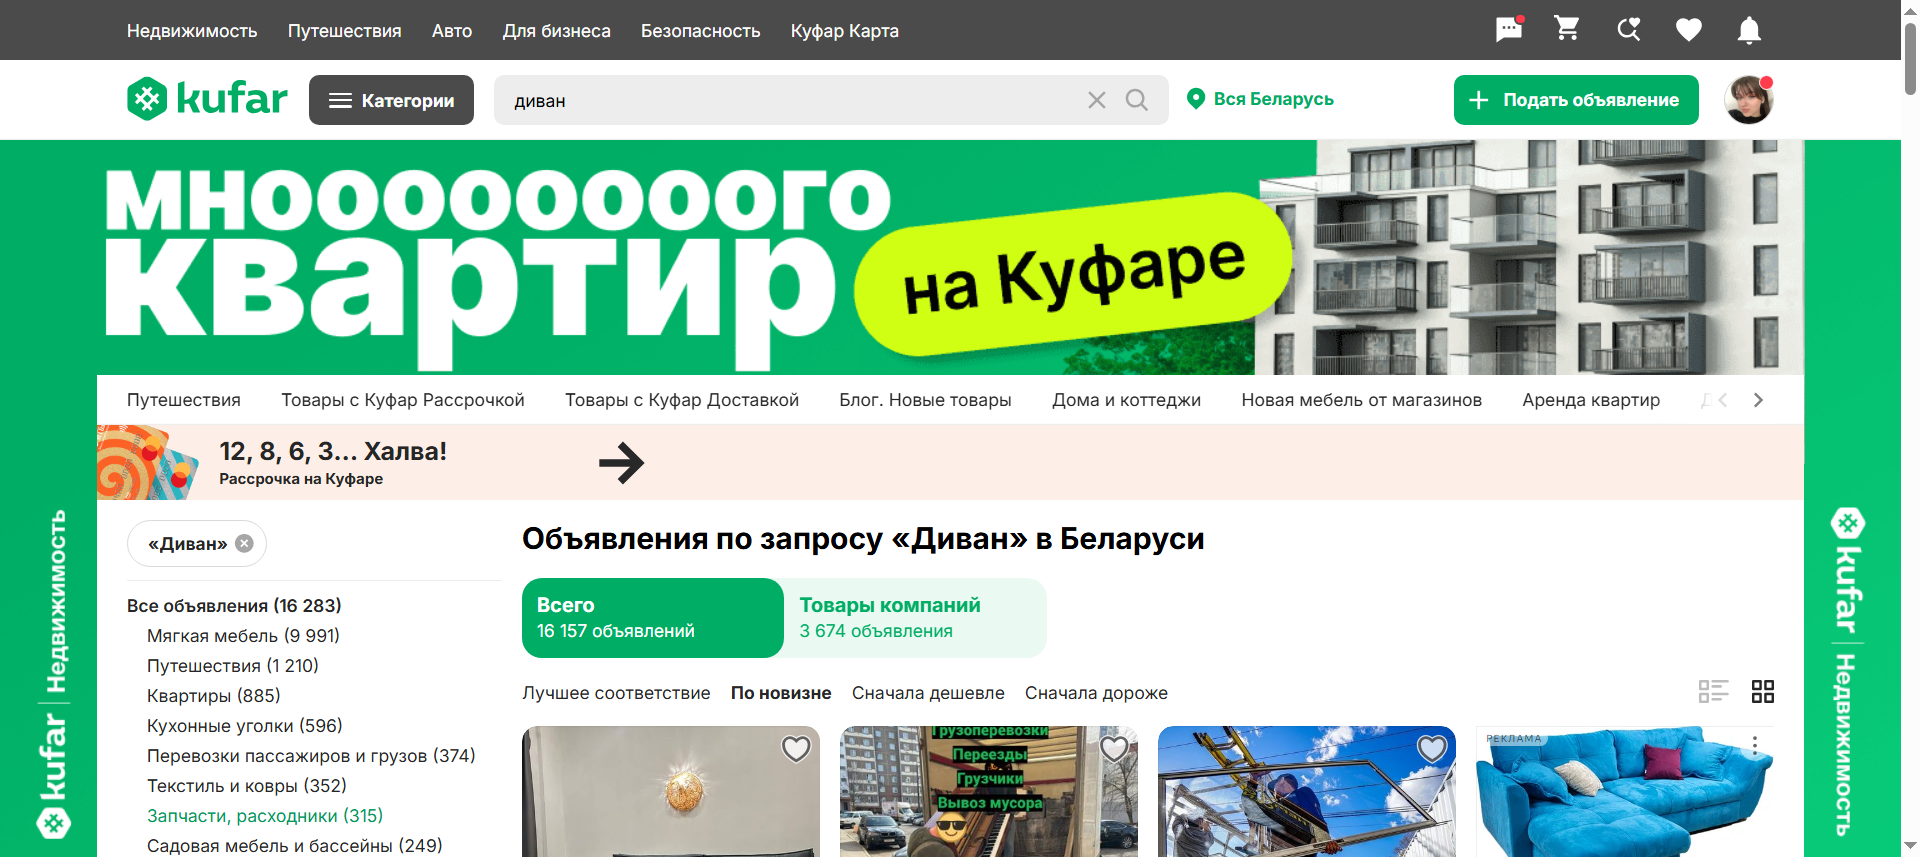 Недвижимость Путешествия Авто Для бизнеса Безопасность Куфар Карта
kufar Категории диван Вся Беларусь Подать объявление
мнооооооооого
квартир
на Куфаре
Путешествия Товары с Куфар Рассрочкой Товары с Куфар Доставкой Блог. Новые товары Дома и коттеджи Новая мебель от магазинов Аренда квартир
12, 8, 6, 3... Халва!
Рассрочка на Куфаре
«Диван»
Все объявления (16 283)
Мягкая мебель (9 991)
Путешествия (1 210)
Квартиры (885)
Кухонные уголки (596)
Перевозки пассажиров и грузов (374)
Текстиль и ковры (352)
Запчасти, расходники (315)
Садовая мебель и бассейны (249)
Объявления по запросу «Диван» в Беларуси
Всего
16 157 объявлений
Товары компаний
3 674 объявления
Лучшее соответствие По новизне Сначала дешевле Сначала дороже
Грузоперевозки
Переезды
Грузчики
Вывоз мусора
РЕКЛАМА
kufar | Недвижимость
kufar | Недвижимость